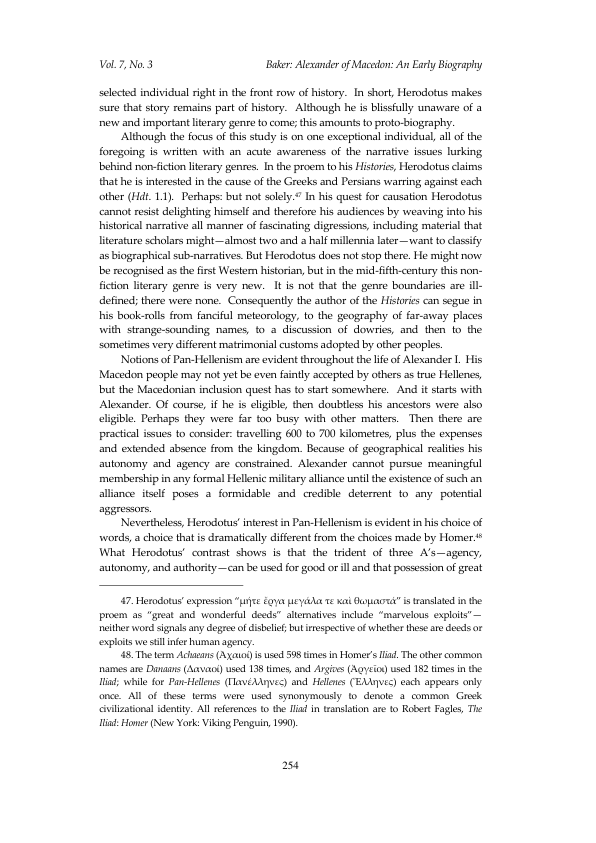 Vol. 7, No. 3 Baker: Alexander of Macedon: An Early Biography
selected individual right in the front row of history. In short, Herodotus makes
sure that story remains part of history. Although he is blissfully unaware of a
new and important literary genre to come; this amounts to proto-biography.
Although the focus of this study is on one exceptional individual, all of the
foregoing is written with an acute awareness of the narrative issues lurking
behind non-fiction literary genres. In the proem to his Histories, Herodotus claims
that he is interested in the cause of the Greeks and Persians warring against each
other (Hdt. 1.1). Perhaps: but not solely.47 In his quest for causation Herodotus
cannot resist delighting himself and therefore his audiences by weaving into his
historical narrative all manner of fascinating digressions, including material that
literature scholars might—almost two and a half millennia later—want to classify
as biographical sub-narratives. But Herodotus does not stop there. He might now
be recognised as the first Western historian, but in the mid-fifth-century this non-
fiction literary genre is very new. It is not that the genre boundaries are ill-
defined; there were none. Consequently the author of the Histories can segue in
his book-rolls from fanciful meteorology, to the geography of far-away places
with strange-sounding names, to a discussion of dowries, and then to the
sometimes very different matrimonial customs adopted by other peoples.
Notions of Pan-Hellenism are evident throughout the life of Alexander I. His
Macedon people may not yet be even faintly accepted by others as true Hellenes,
but the Macedonian inclusion quest has to start somewhere. And it starts with
Alexander. Of course, if he is eligible, then doubtless his ancestors were also
eligible. Perhaps they were far too busy with other matters. Then there are
practical issues to consider: travelling 600 to 700 kilometres, plus the expenses
and extended absence from the kingdom. Because of geographical realities his
autonomy and agency are constrained. Alexander cannot pursue meaningful
membership in any formal Hellenic military alliance until the existence of such an
alliance itself poses a formidable and credible deterrent to any potential
aggressors.
Nevertheless, Herodotus' interest in Pan-Hellenism is evident in his choice of
words, a choice that is dramatically different from the choices made by Homer.48
What Herodotus' contrast shows is that the trident of three A's—agency,
autonomy, and authority—can be used for good or ill and that possession of great
47. Herodotus' expression "μήτε ἔργα μεγάλα τε καὶ θωμαστά" is translated in the
proem as "great and wonderful deeds" alternatives include "marvelous exploits"—
neither word signals any degree of disbelief; but irrespective of whether these are deeds or
exploits we still infer human agency.
48. The term Achaeans (Ἀχαιοί) is used 598 times in Homer's Iliad. The other common
names are Danaans (Δαναοί) used 138 times, and Argives (Ἀργεῖοι) used 182 times in the
Iliad; while for Pan-Hellenes (Πανέλληνες) and Hellenes (Ἕλληνες) each appears only
once. All of these terms were used synonymously to denote a common Greek
civilizational identity. All references to the Iliad in translation are to Robert Fagles, The
Iliad: Homer (New York: Viking Penguin, 1990).
254